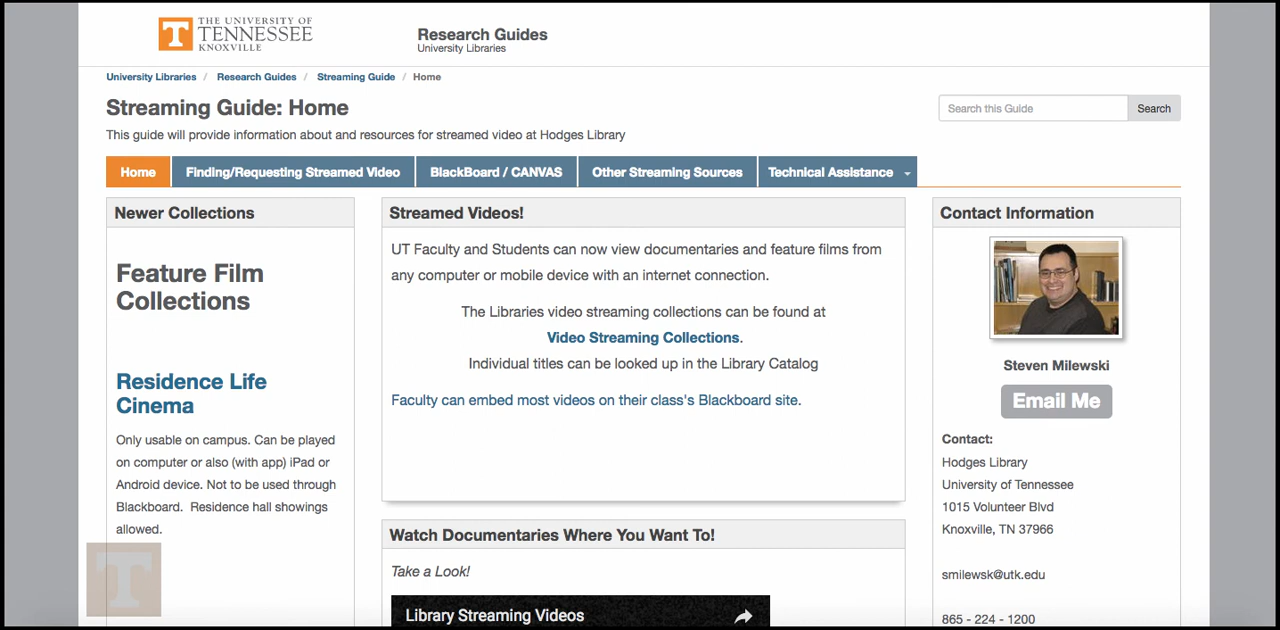 THE UNIVERSITY OF
TENNESSEE
KNOXVILLE
Research Guides
University Libraries
University Libraries / Research Guides / Streaming Guide / Home
Streaming Guide: Home
Search this Guide Search
This guide will provide information about and resources for streamed video at Hodges Library
Home Finding/Requesting Streamed Video BlackBoard / CANVAS Other Streaming Sources Technical Assistance
Newer Collections
Feature Film
Collections
Residence Life
Cinema
Only usable on campus. Can be played
on computer or also (with app) iPad or
Android device. Not to be used through
Blackboard. Residence hall showings
allowed.
Streamed Videos!
UT Faculty and Students can now view documentaries and feature films from
any computer or mobile device with an internet connection.
The Libraries video streaming collections can be found at
Video Streaming Collections.
Individual titles can be looked up in the Library Catalog
Faculty can embed most videos on their class's Blackboard site.
Watch Documentaries Where You Want To!
Take a Look!
Library Streaming Videos
Contact Information
Steven Milewski
Email Me
Contact:
Hodges Library
University of Tennessee
1015 Volunteer Blvd
Knoxville, TN 37966
smilewsk@utk.edu
865 - 224 - 1200
T
T